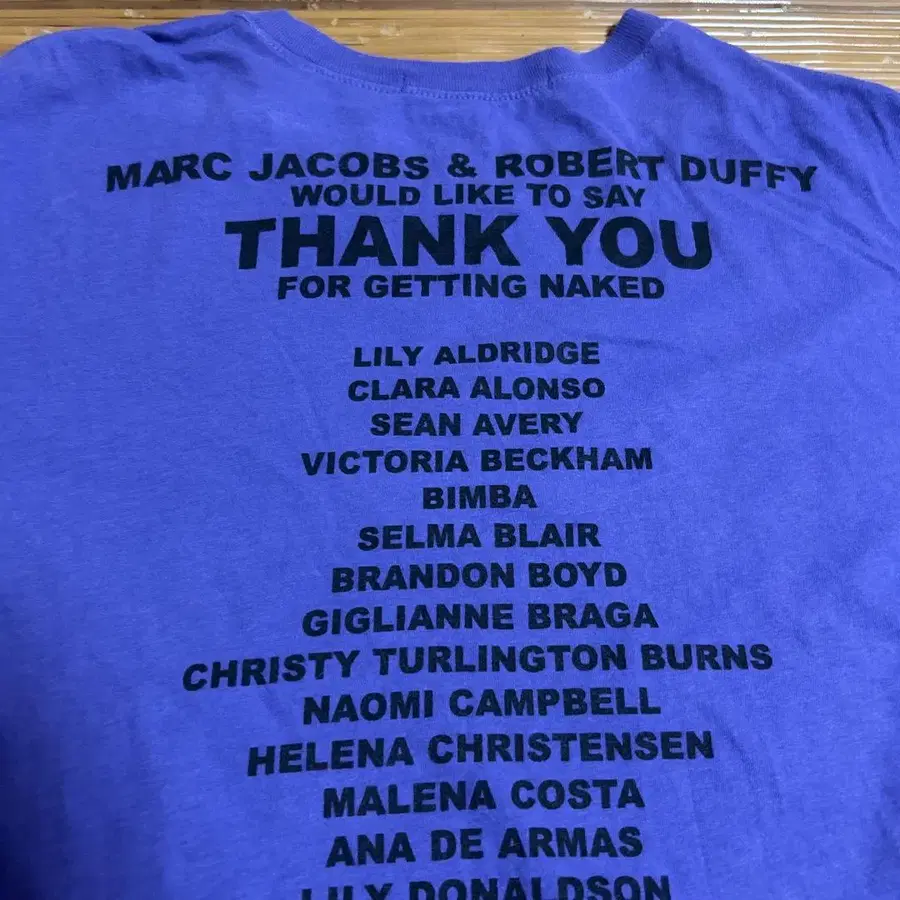 MARC JACOBS & ROBERT DUFFY
WOULD LIKE TO SAY
THANK YOU
FOR GETTING NAKED
LILY ALDRIDGE
CLARA ALONSO
SEAN AVERY
VICTORIA BECKHAM
BIMBA
SELMA BLAIR
BRANDON BOYD
GIGLIANNE BRAGA
CHRISTY TURLINGTON BURNS
NAOMI CAMPBELL
HELENA CHRISTENSEN
MALENA COSTA
ANA DE ARMAS
LILY DONALDSON